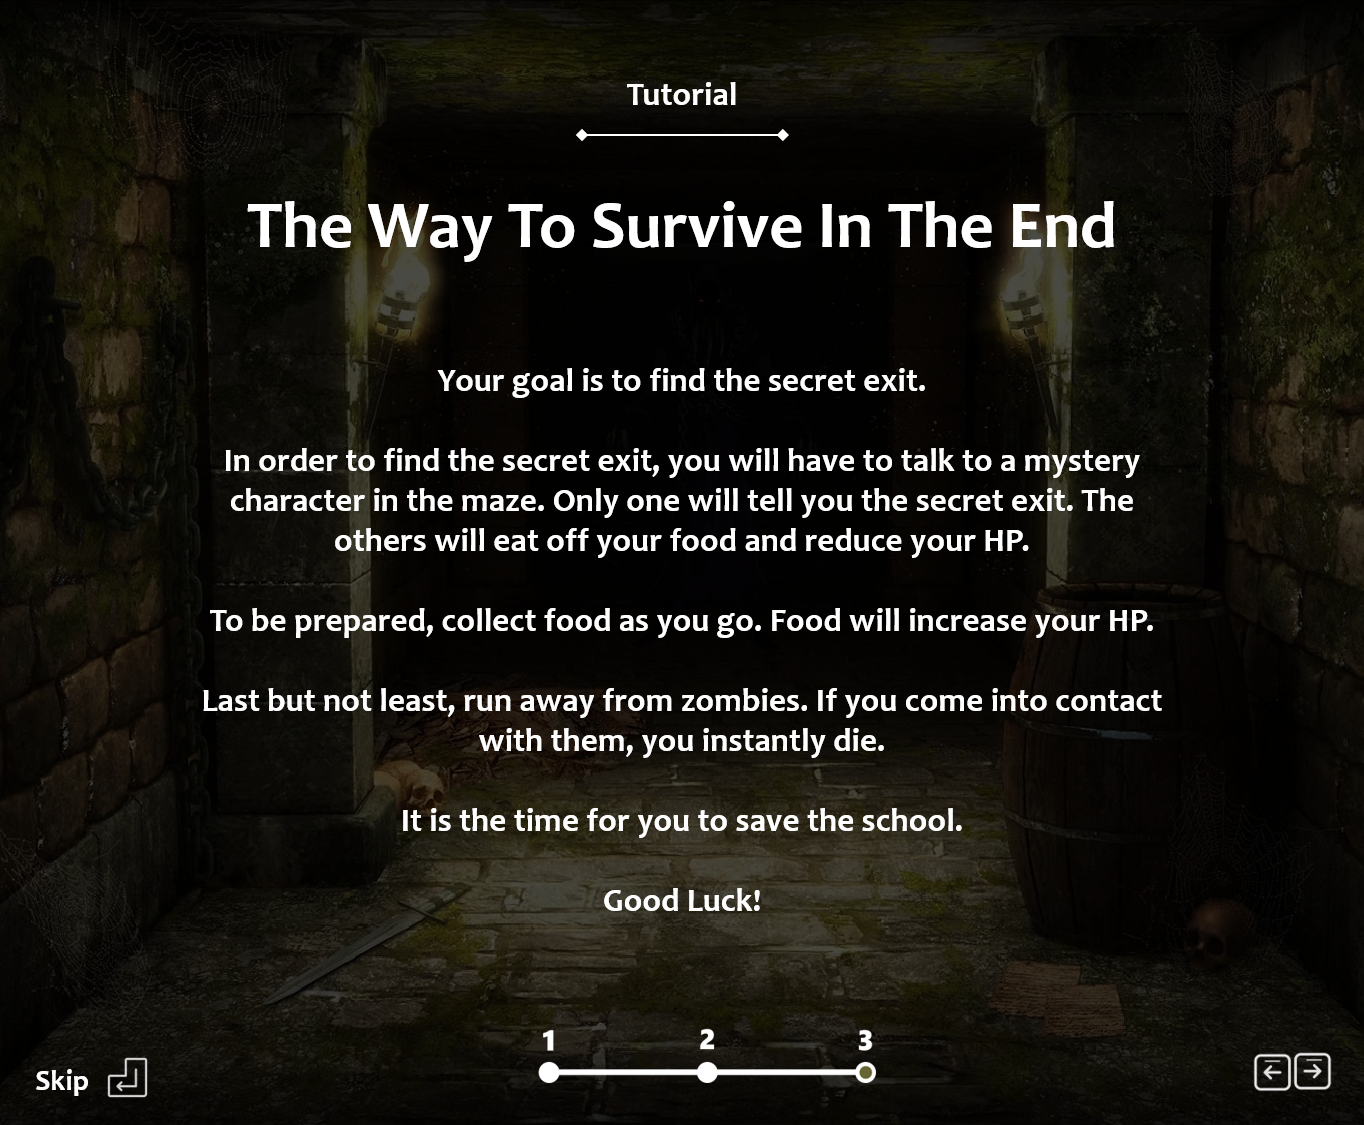 Tutorial
The Way To Survive In The End
Your goal is to find the secret exit.
In order to find the secret exit, you will have to talk to a mystery
character in the maze. Only one will tell you the secret exit. The
others will eat off your food and reduce your HP.
To be prepared, collect food as you go. Food will increase your HP.
Last but not least, run away from zombies. If you come into contact
with them, you instantly die.
It is the time for you to save the school.
Good Luck!
1 2 3
Skip